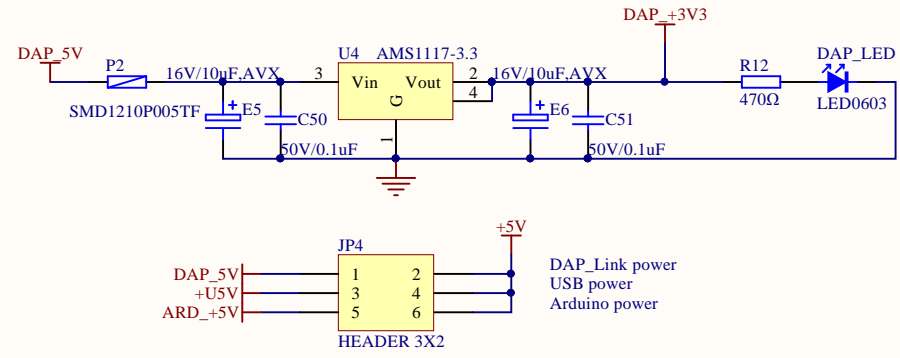 DAP_+3V3
DAP_5V
P2
SMD1210P005TF
16V/10uF,AVX
E5
C50
50V/0.1uF
U4 AMS1117-3.3
3
Vin
Vout
G
2
4
1
16V/10uF,AVX
E6
C51
50V/0.1uF
R12
470Ω
DAP_LED
LED0603
JP4
+5V
DAP_5V 1 2
+U5V 3 4
ARD_+5V 5 6
HEADER 3X2
DAP_Link power
USB power
Arduino power